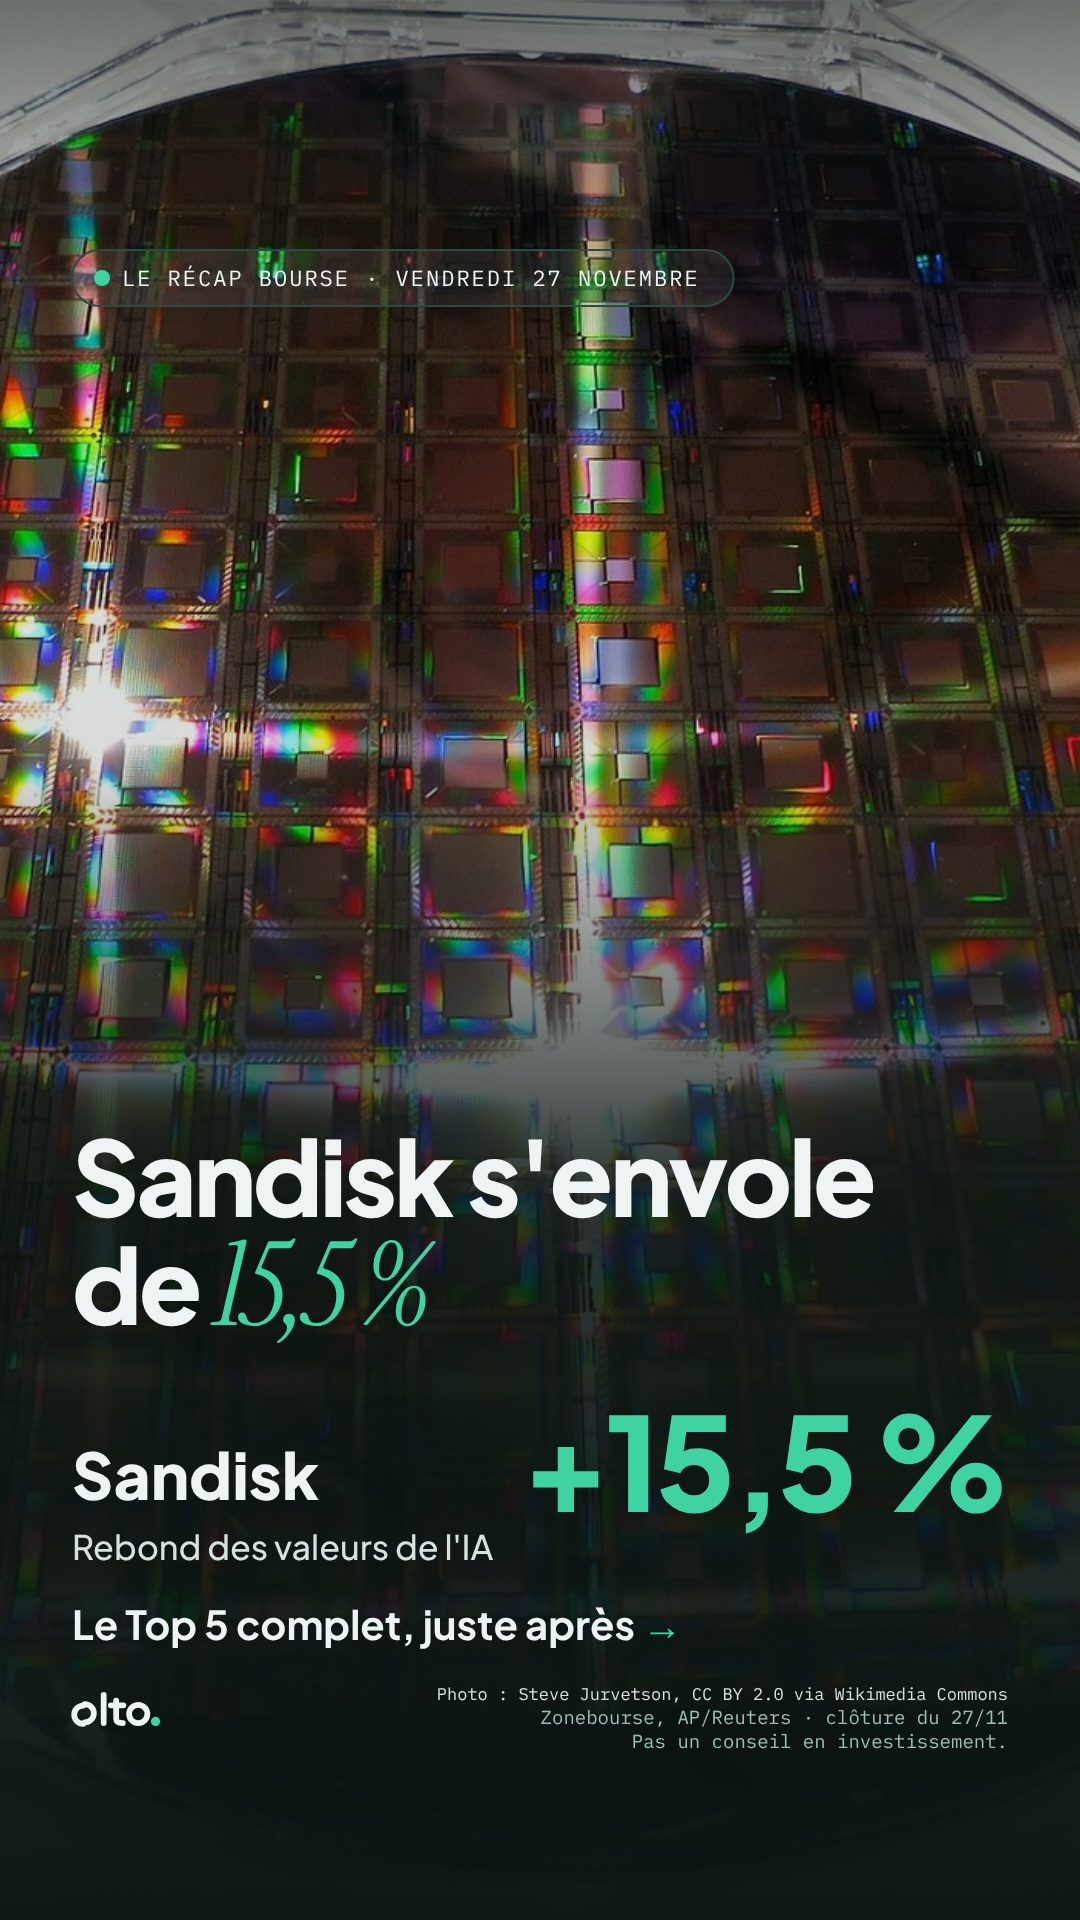 LE RÉCAP BOURSE · VENDREDI 27 NOVEMBRE
Sandisk s'envole
de 15,5 %
+15,5 %
Sandisk
Rebond des valeurs de l'IA
Le Top 5 complet, juste après →
olto.
Photo : Steve Jurvetson, CC BY 2.0 via Wikimedia Commons
Zonebourse, AP/Reuters · clôture du 27/11
Pas un conseil en investissement.